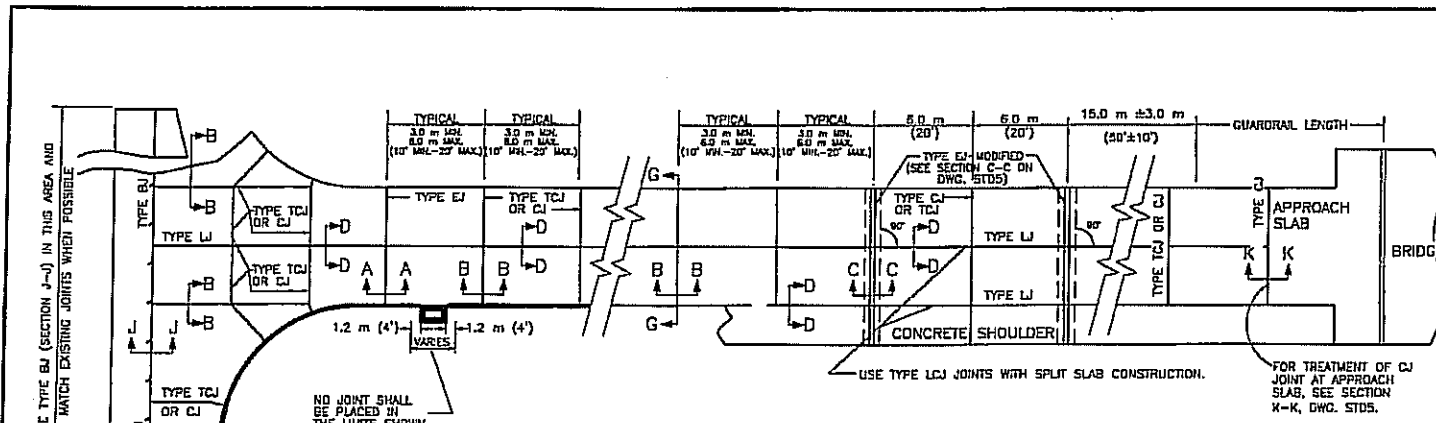 TYPE BJ (SECTION J-J) IN THIS AREA AND
MATCH EXISTING JOINTS WHEN POSSIBLE
TYPE BJ
B
B
TYPE LJ
B
B
J
J
TYPE TCJ
OR CJ
TYPE TCJ
OR CJ
TYPE TCJ
OR CJ
TYPICAL
3.0 m MIN.
6.0 m MAX.
(10' MIN.-20' MAX.)
TYPICAL
3.0 m MIN.
6.0 m MAX.
(10' MIN.-20' MAX.)
TYPE EJ
TYPE TCJ
OR CJ
D
D
D
D
A
A
B
B
1.2 m (4')
1.2 m (4')
VARIES
NO JOINT SHALL
BE PLACED IN
THE LIMITS SHOWN
TYPICAL
3.0 m MIN.
6.0 m MAX.
(10' MIN.-20' MAX.)
TYPICAL
3.0 m MIN.
6.0 m MAX.
(10' MIN.-20' MAX.)
G
G
B
B
D
D
C
C
6.0 m
(20')
6.0 m
(20')
15.0 m ±3.0 m
(50'±10')
GUARDRAIL LENGTH
TYPE EJ MODIFIED
(SEE SECTION C-C ON
DWG. STD5)
TYPE CJ
OR TCJ
90°
D
D
TYPE LJ
TYPE LJ
CONCRETE SHOULDER
90°
TYPE TCJ OR CJ
TYPE CJ
APPROACH
SLAB
K
K
BRIDG
USE TYPE LCJ JOINTS WITH SPLIT SLAB CONSTRUCTION.
FOR TREATMENT OF CJ
JOINT AT APPROACH
SLAB, SEE SECTION
K-K, DWG. STD5.